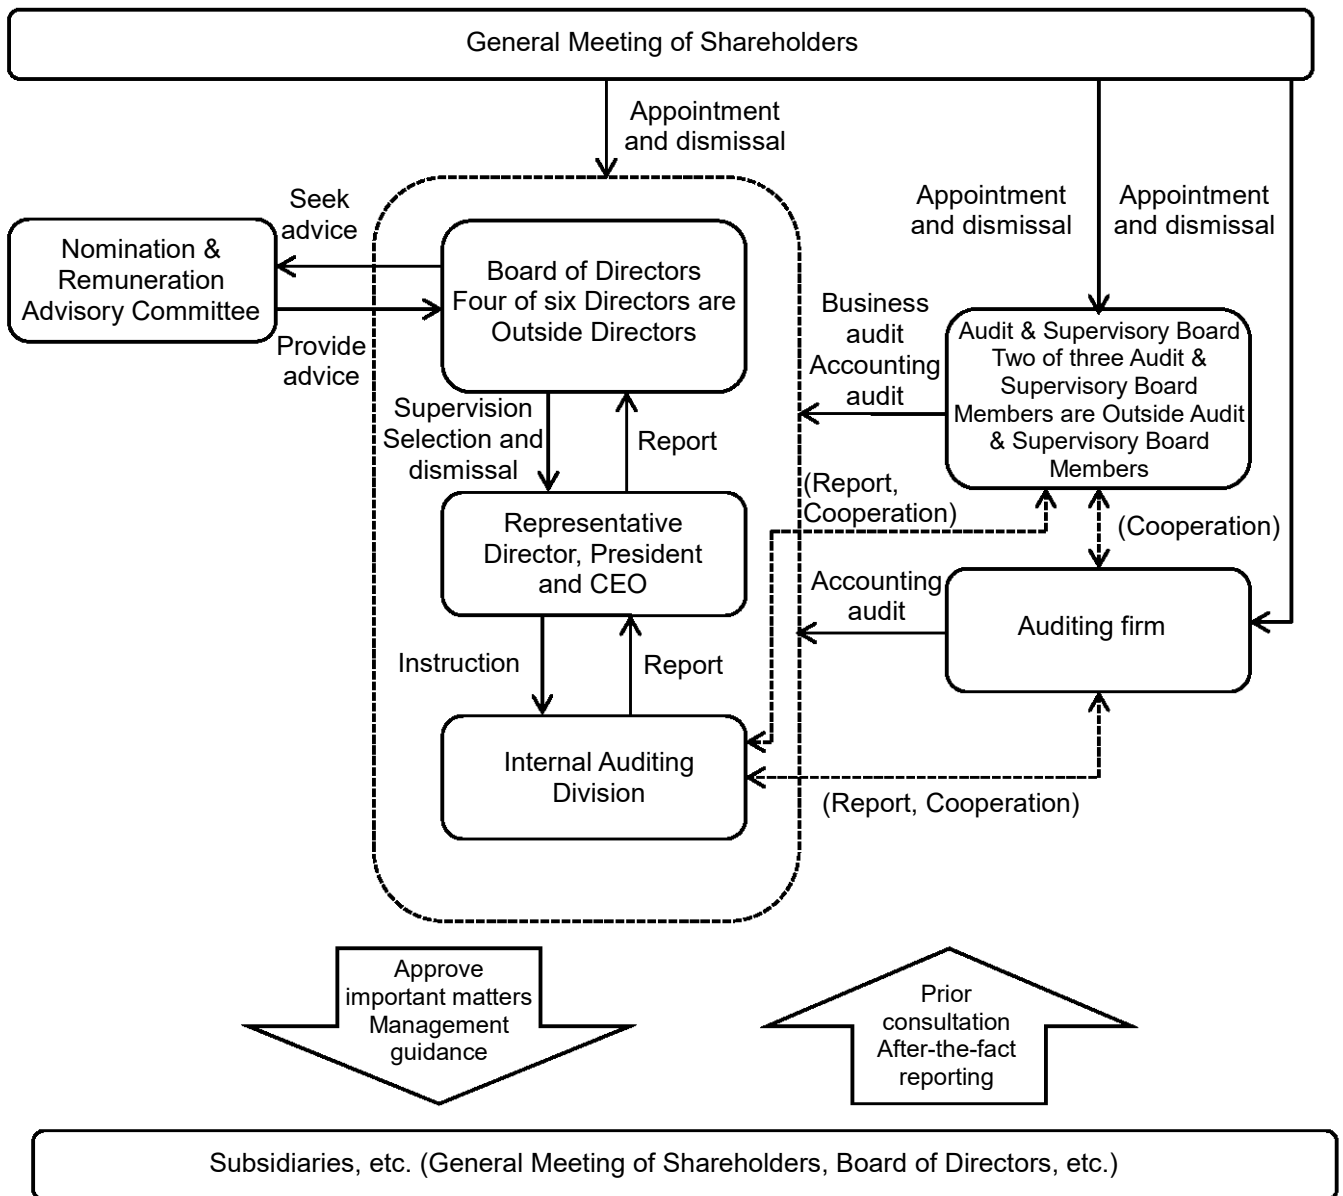 General Meeting of Shareholders
Appointment
and dismissal
Appointment
and dismissal
Appointment
and dismissal
Seek
advice
Nomination &
Remuneration
Advisory Committee
Provide
advice
Board of Directors
Four of six Directors are
Outside Directors
Business
audit
Accounting
audit
Audit & Supervisory Board
Two of three Audit &
Supervisory Board
Members are Outside Audit
& Supervisory Board
Members
Supervision
Selection and
dismissal
Report
(Report,
Cooperation)
(Cooperation)
Representative
Director, President
and CEO
Accounting
audit
Auditing firm
Instruction
Report
Internal Auditing
Division
(Report, Cooperation)
Approve
important matters
Management
guidance
Prior
consultation
After-the-fact
reporting
Subsidiaries, etc. (General Meeting of Shareholders, Board of Directors, etc.)